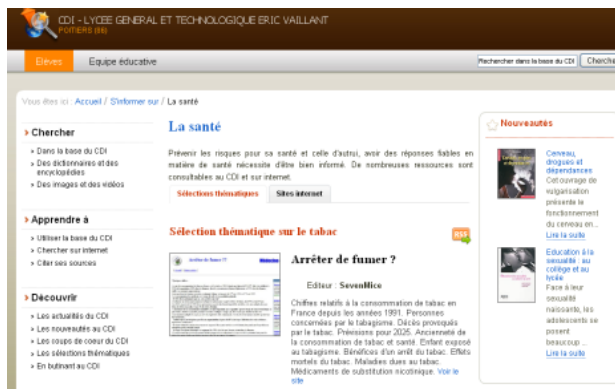 CDI - LYCEE GENERAL ET TECHNOLOGIQUE ERIC VAILLANT
POITIERS (86)
Elèves
Equipe éducative
Rechercher dans la base du CDI
Cherche
Vous êtes ici : Accueil / S'informer sur / La santé
Chercher
» Dans la base du CDI
» Des dictionnaires et des
encyclopédies
» Des images et des vidéos
Apprendre à
» Utiliser la base du CDI
» Chercher sur internet
» Citer ses sources
Découvrir
» Les actualités du CDI
» Les nouveautés au CDI
» Les coups de coeur du CDI
» Les sélections thématiques
» En butinant au CDI
La santé
Prévenir les risques pour sa santé et celle d'autrui, avoir des réponses fiables en
matière de santé nécessite d'être bien informé. De nombreuses ressources sont
consultables au CDI et sur internet.
Sélections thématiques
Sites internet
Sélection thématique sur le tabac
RSS
Arrêter de fumer ??
Arrêter de fumer ?
Editeur : SevenMice
Chiffres relatifs à la consommation de tabac en
France depuis les années 1991. Personnes
concernées par le tabagisme. Décès provoqués
par le tabac. Prévisions pour 2025. Ancienneté de
la consommation de tabac et santé. Enfant exposé
au tabagisme. Bénéfices d'un arrêt du tabac. Effets
mortels du tabac. Maladies dues au tabac.
Médicaments de substitution nicotinique. Voir le
site
Nouveautés
Cerveau,
drogues et
dépendances
Cet ouvrage de
vulgarisation
présente le
fonctionnement
du cerveau en...
Lire la suite
Education à la
sexualité : au
collège et au
lycée
Face à leur
sexualité
naissante, les
adolescents se
posent
beaucoup ...
Lire la suite